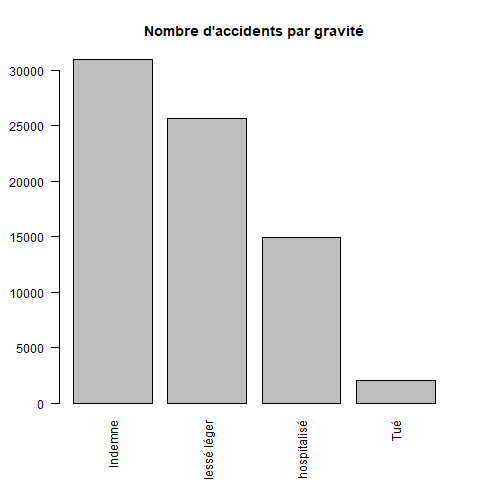 Nombre d'accidents par gravité
30000
25000
20000
15000
10000
5000
0
Indemne
lessé léger
hospitalisé
Tué